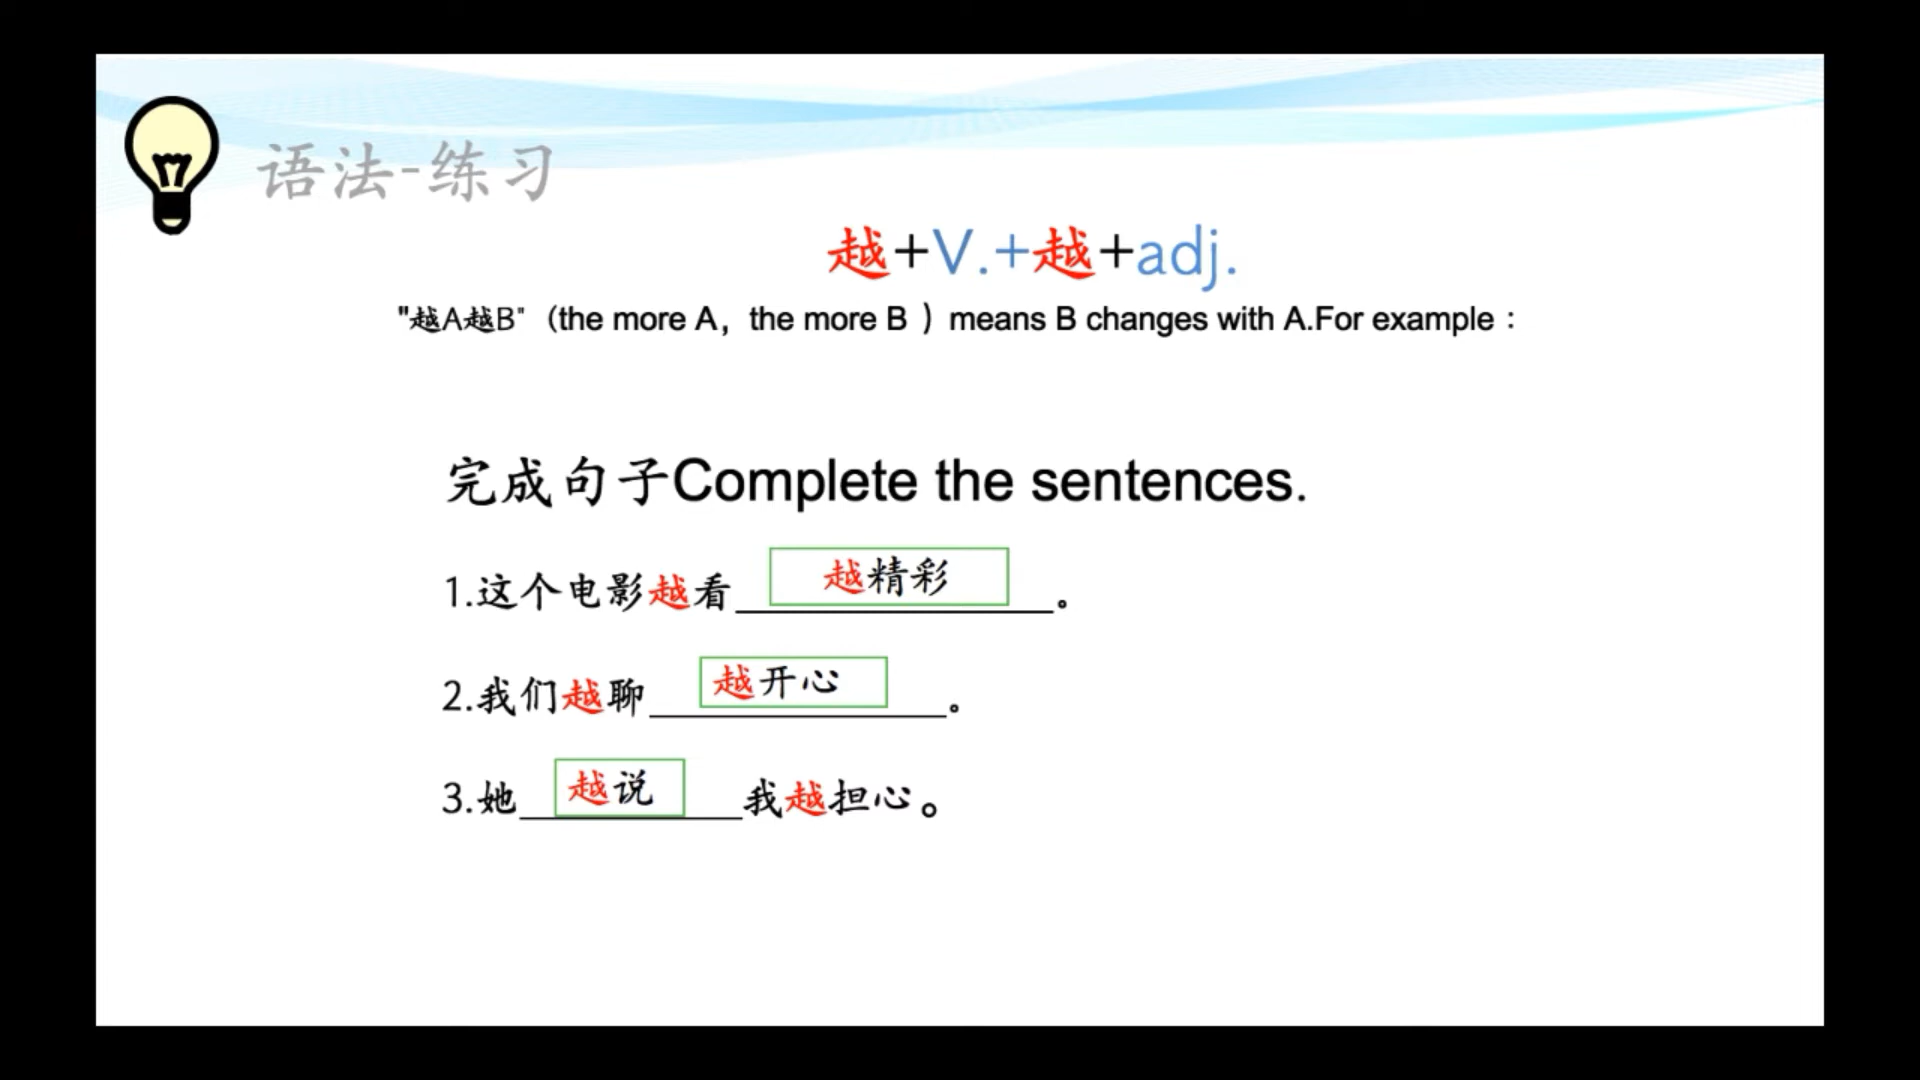 语法-练习
越+V.+越+adj.
"越A越B"（the more A，the more B ）means B changes with A.For example：
完成句子Complete the sentences.
1.这个电影越看越精彩。
2.我们越聊越开心。
3.她越说我越担心。